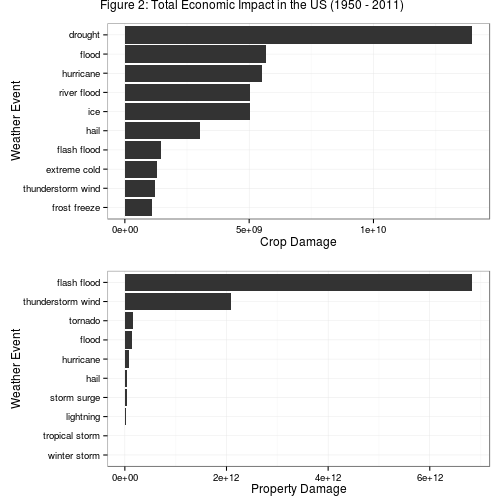 Figure 2: Total Economic Impact in the US (1950 - 2011)
Weather Event
drought
flood
hurricane
river flood
ice
hail
flash flood
extreme cold
thunderstorm wind
frost freeze
0e+00 5e+09 1e+10
Crop Damage
Weather Event
flash flood
thunderstorm wind
tornado
flood
hurricane
hail
storm surge
lightning
tropical storm
winter storm
0e+00 2e+12 4e+12 6e+12
Property Damage